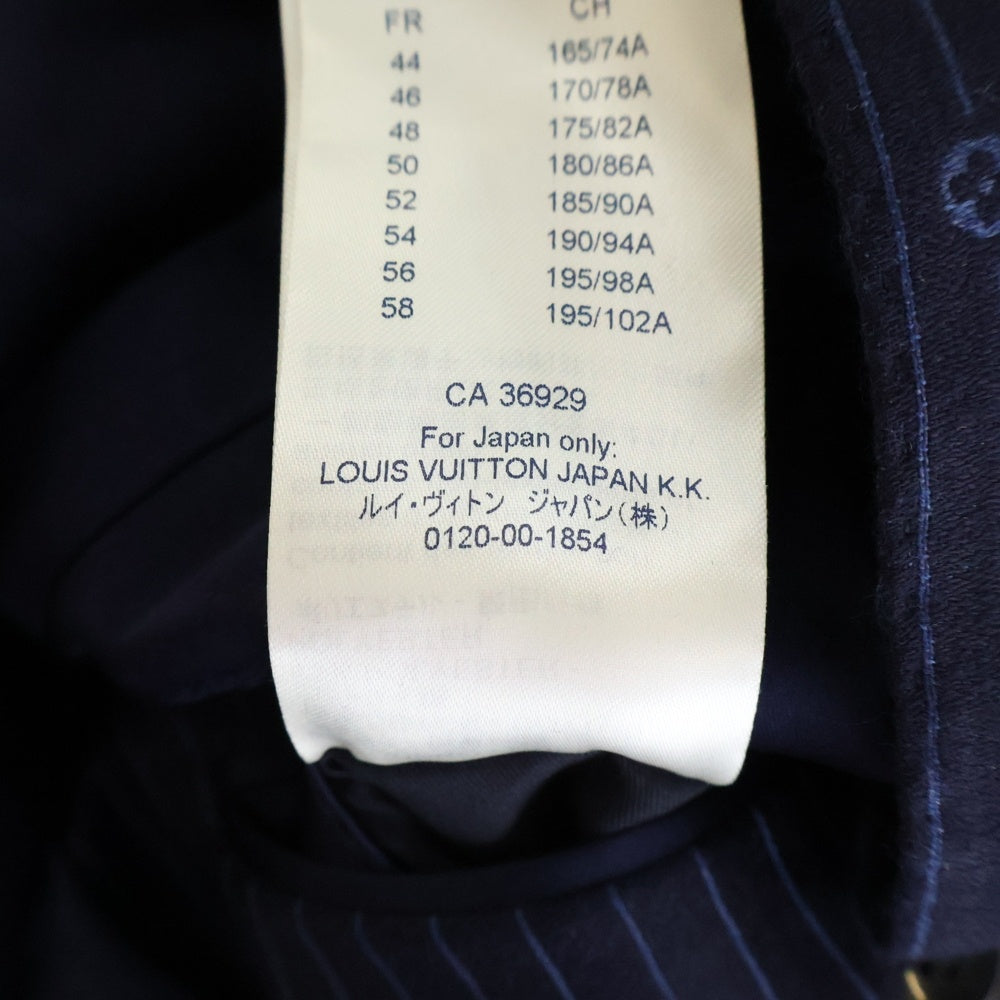 FR CH
44 165/74A
46 170/78A
48 175/82A
50 180/86A
52 185/90A
54 190/94A
56 195/98A
58 195/102A
CA 36929
For Japan only:
LOUIS VUITTON JAPAN K.K.
ルイ・ヴィトン ジャパン(株)
0120-00-1854